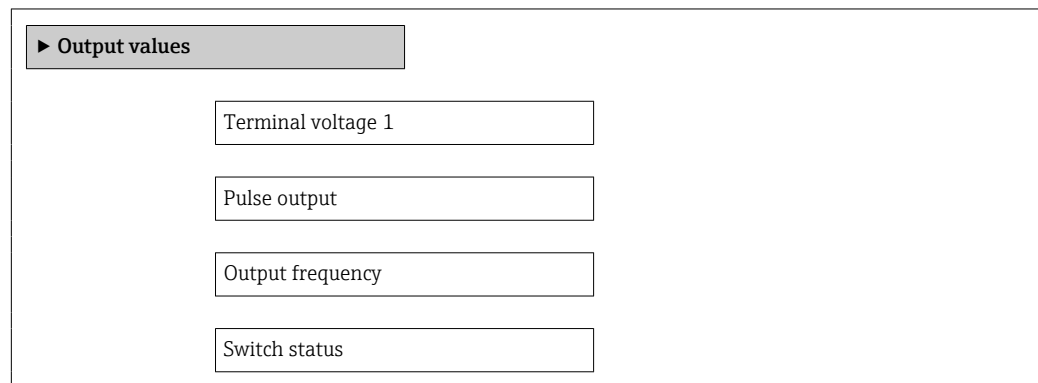 ▶ Output values
Terminal voltage 1
Pulse output
Output frequency
Switch status